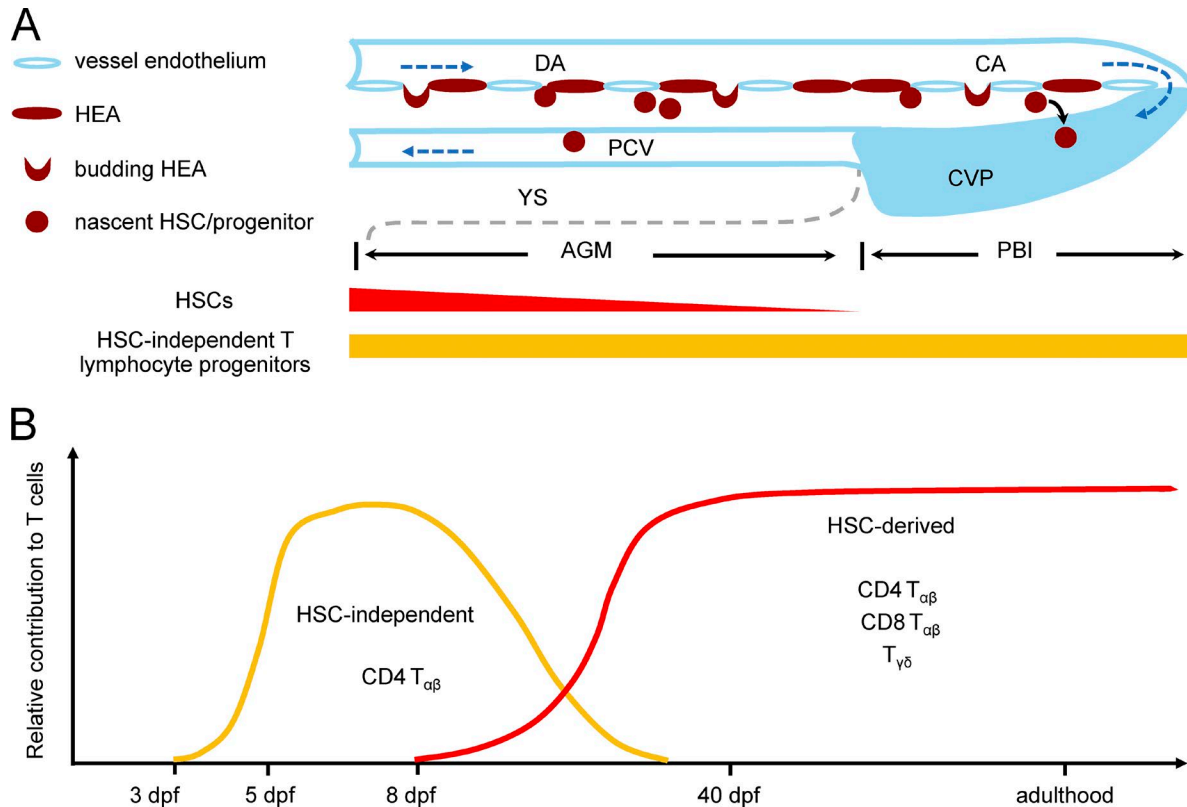 A
vessel endothelium
HEA
budding HEA
nascent HSC/progenitor
DA
CA
PCV
CVP
YS
AGM
PBI
HSCs
HSC-independent T
lymphocyte progenitors
B
Relative contribution to T cells
HSC-independent
CD4 Tαβ
HSC-derived
CD4 Tαβ
CD8 Tαβ
Tγδ
3 dpf
5 dpf
8 dpf
40 dpf
adulthood